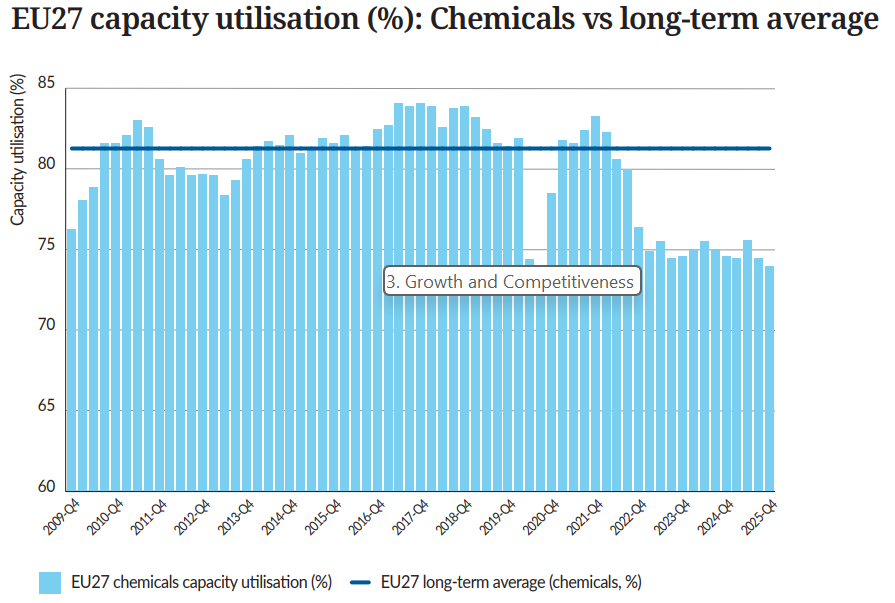 EU27 capacity utilisation (%): Chemicals vs long-term average
Capacity utilisation (%)
85
80
75
70
65
60
3. Growth and Competitiveness
2009-Q4
2010-Q4
2011-Q4
2012-Q4
2013-Q4
2014-Q4
2015-Q4
2016-Q4
2017-Q4
2018-Q4
2019-Q4
2020-Q4
2021-Q4
2022-Q4
2023-Q4
2024-Q4
2025-Q4
EU27 chemicals capacity utilisation (%)
EU27 long-term average (chemicals, %)